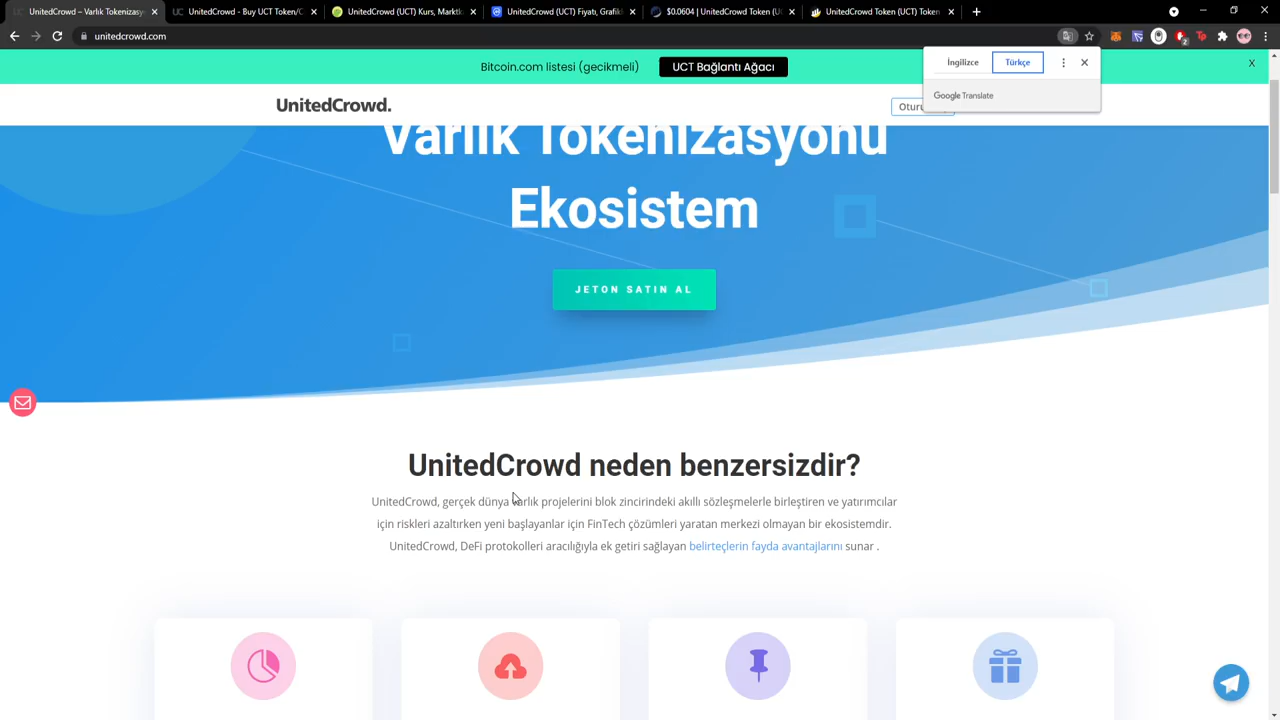 UnitedCrowd – Varlık Tokenizasyo
UnitedCrowd - Buy UCT Token/C
UnitedCrowd (UCT) Kurs, Marktk
UnitedCrowd (UCT) Fiyatı, Grafikl
$0.0604 | UnitedCrowd Token (U
UnitedCrowd Token (UCT) Token
unitedcrowd.com
İngilizce
Türkçe
Google Translate
Bitcoin.com listesi (gecikmeli)
UCT Bağlantı Ağacı
X
UnitedCrowd.
Varlık Tokenizasyonu
Ekosistem
JETON SATIN AL
UnitedCrowd neden benzersizdir?
UnitedCrowd, gerçek dünya varlık projelerini blok zincirindeki akıllı sözleşmelerle birleştiren ve yatırımcılar
için riskleri azaltırken yeni başlayanlar için FinTech çözümleri yaratan merkezi olmayan bir ekosistemdir.
UnitedCrowd, DeFi protokolleri aracılığıyla ek getiri sağlayan belirteçlerin fayda avantajlarını sunar .